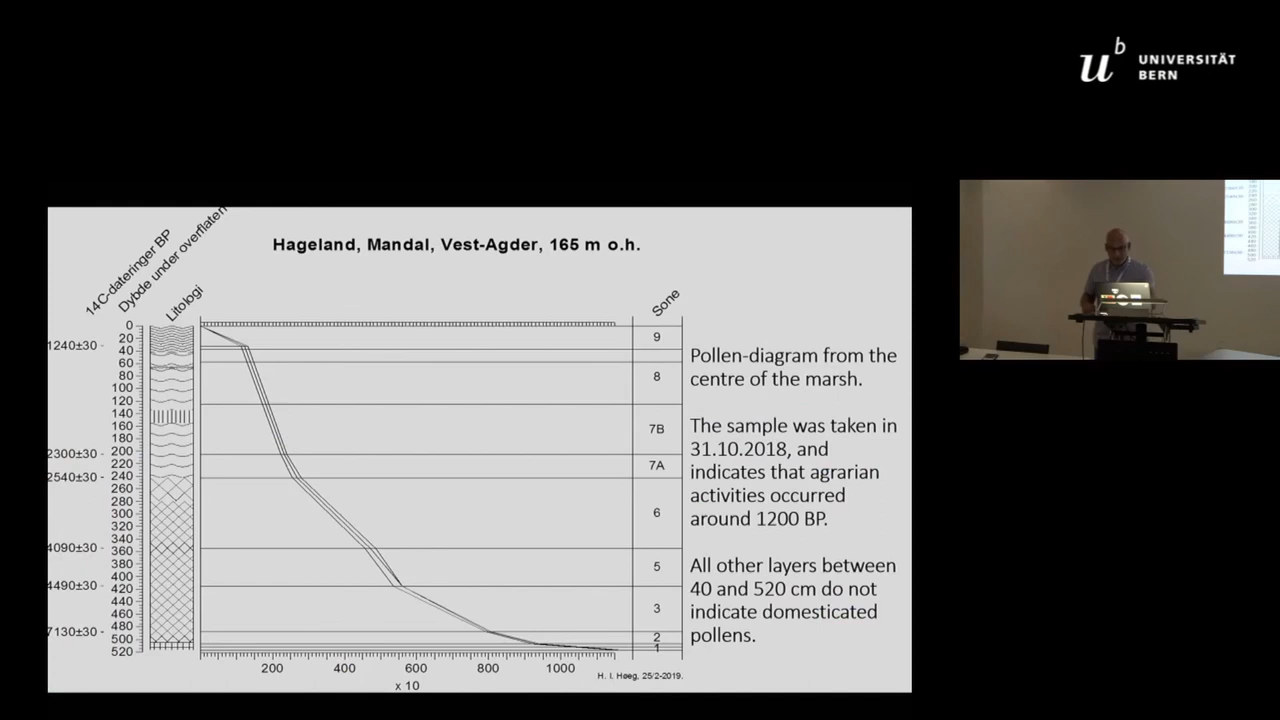 u^b
UNIVERSITÄT
BERN
Hageland, Mandal, Vest-Agder, 165 m o.h.
14C-dateringer BP
Dybde under overflaten
Litologi
Sone
0
20
40
60
80
100
120
140
160
180
200
220
240
260
280
300
320
340
360
380
400
420
440
460
480
500
520
1240±30
2300±30
2540±30
4090±30
4490±30
7130±30
9
8
7B
7A
6
5
3
2
1
200 400 600 800 1000
x 10
H. I. Høeg, 25/2-2019.
Pollen-diagram from the
centre of the marsh.
The sample was taken in
31.10.2018, and
indicates that agrarian
activities occurred
around 1200 BP.
All other layers between
40 and 520 cm do not
indicate domesticated
pollens.